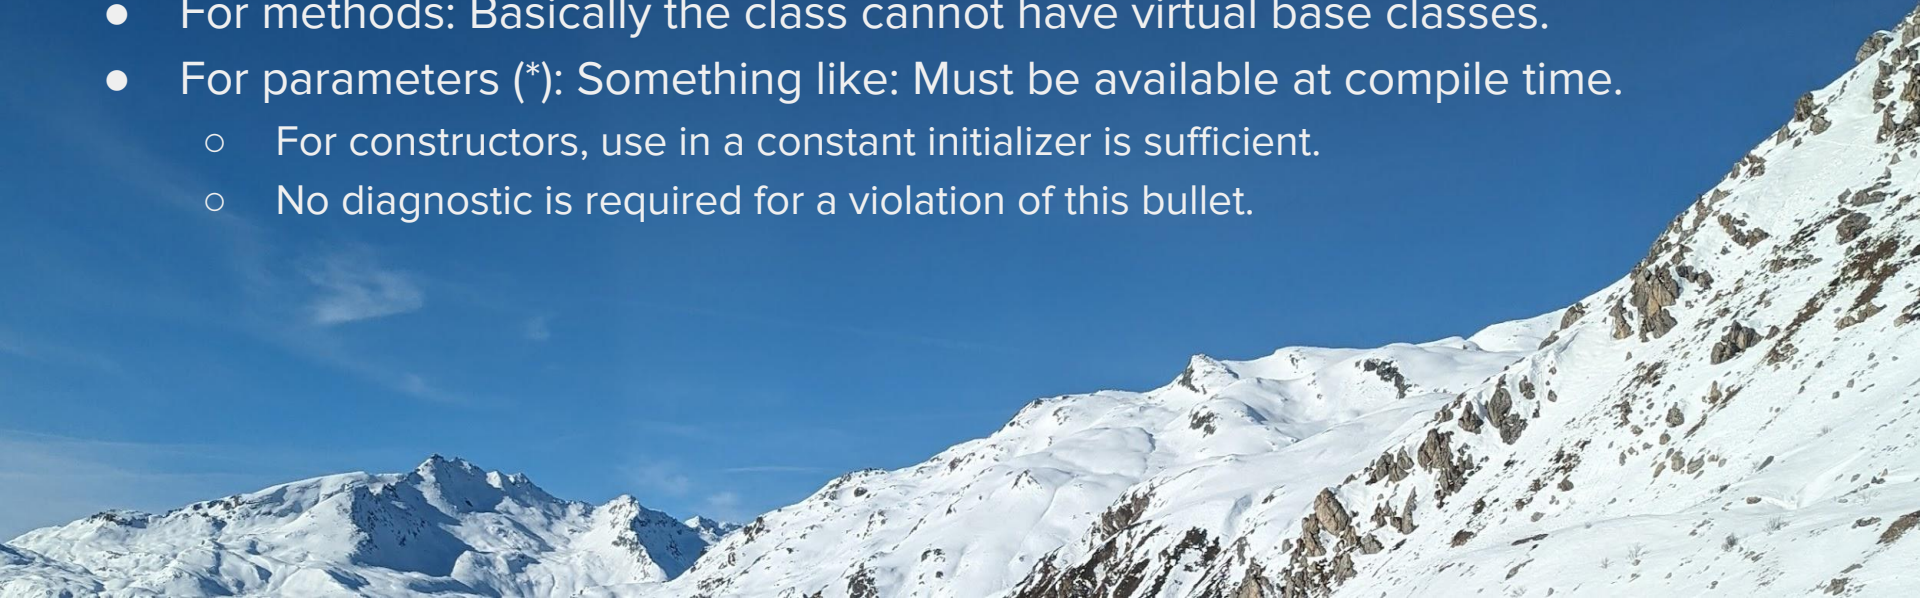 ● For methods: Basically the class cannot have virtual base classes.
● For parameters (*): Something like: Must be available at compile time.
○ For constructors, use in a constant initializer is sufficient.
○ No diagnostic is required for a violation of this bullet.